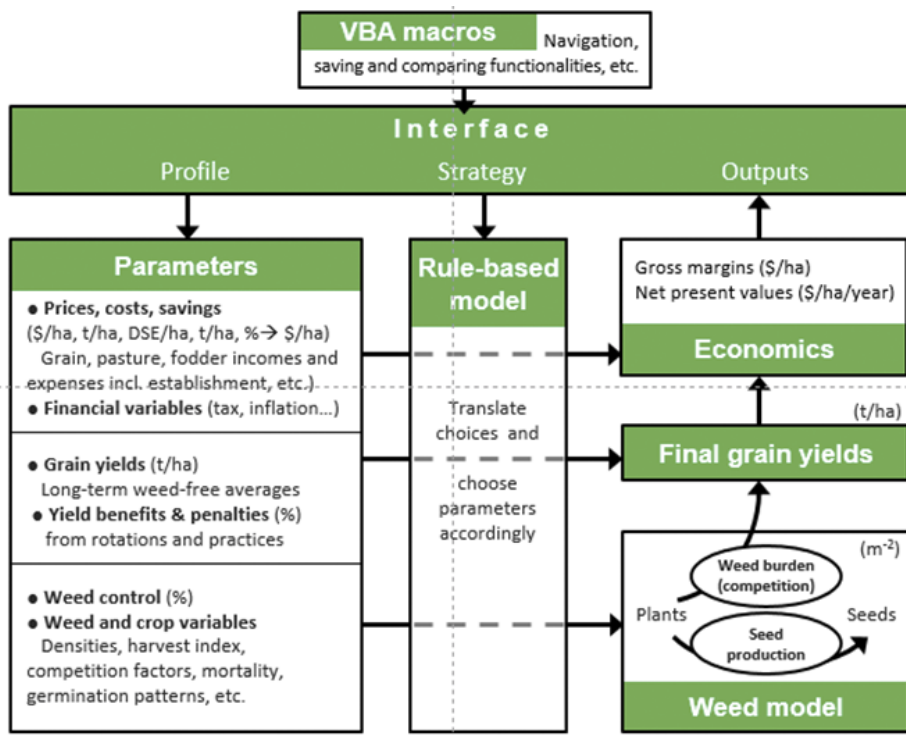 VBA macros
Navigation,
saving and comparing functionalities, etc.
Interface
Profile
Strategy
Outputs
Parameters
● Prices, costs, savings
($/ha, t/ha, DSE/ha, t/ha, %→ $/ha)
Grain, pasture, fodder incomes and
expenses incl. establishment, etc.)
● Financial variables (tax, inflation...)
● Grain yields (t/ha)
Long-term weed-free averages
● Yield benefits & penalties (%)
from rotations and practices
● Weed control (%)
● Weed and crop variables
Densities, harvest index,
competition factors, mortality,
germination patterns, etc.
Rule-based
model
Translate
choices and
choose
parameters
accordingly
Gross margins ($/ha)
Net present values ($/ha/year)
Economics
(t/ha)
Final grain yields
(m⁻²)
Weed burden
(competition)
Plants
Seeds
Seed
production
Weed model